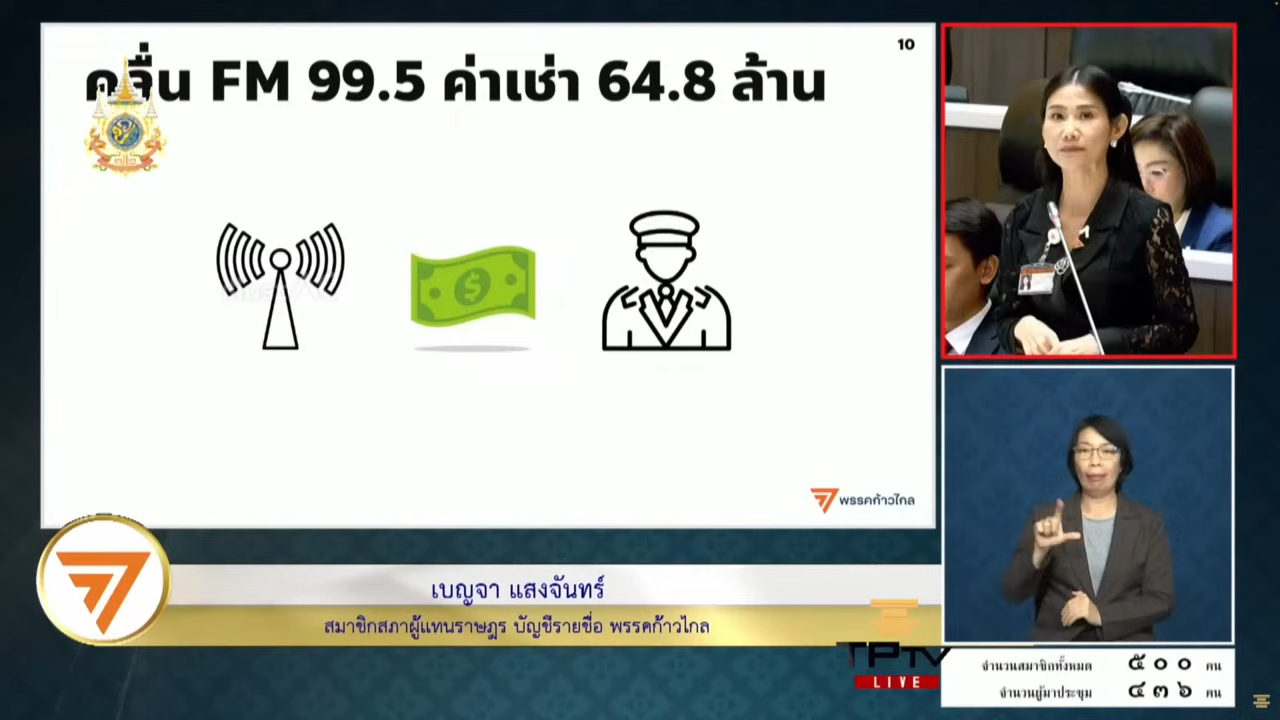 10
คลื่น FM 99.5 ค่าเช่า 64.8 ล้าน
พรรคก้าวไกล
เบญจา แสงจันทร์
สมาชิกสภาผู้แทนราษฎร บัญชีรายชื่อ พรรคก้าวไกล
TPTV
LIVE
จำนวนสมาชิกทั้งหมด ๕๐๐ คน
จำนวนผู้มาประชุม ๔๓๖ คน